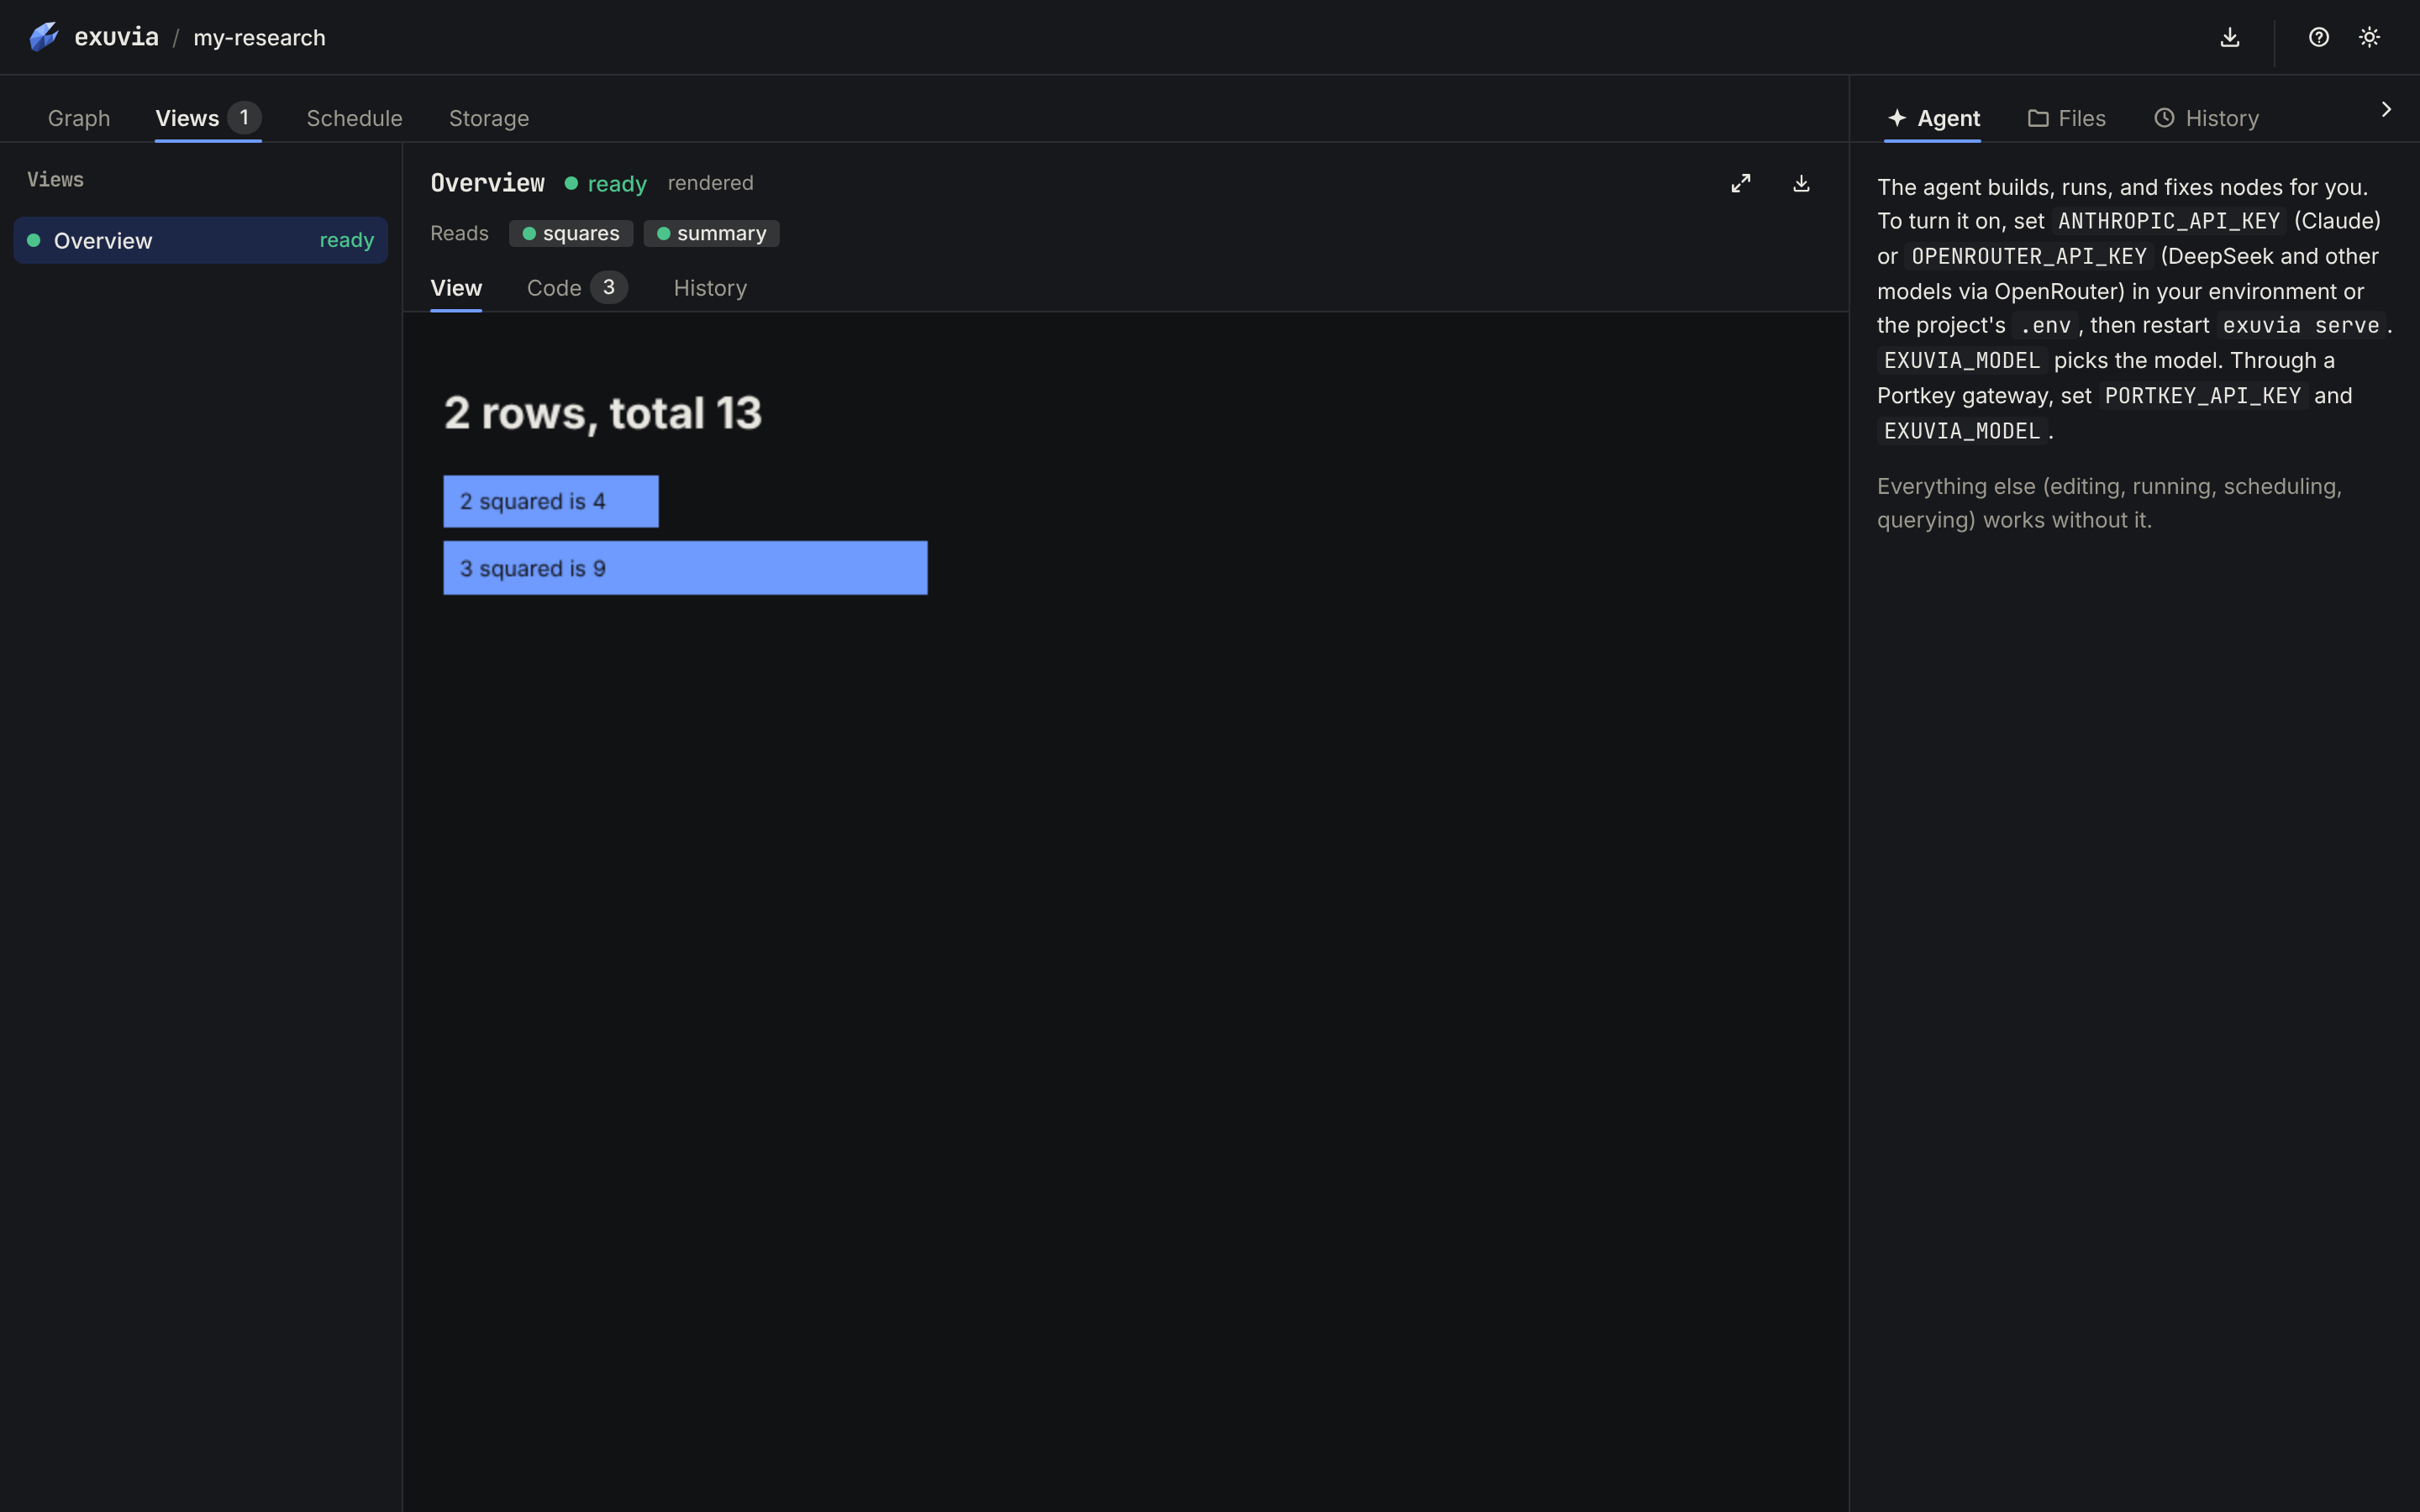 exuvia / my-research
Graph
Views 1
Schedule
Storage
Views
Overview ready
Overview ready rendered
Reads squares summary
View
Code 3
History
2 rows, total 13
2 squared is 4
3 squared is 9
Agent
Files
History
The agent builds, runs, and fixes nodes for you.
To turn it on, set ANTHROPIC_API_KEY (Claude)
or OPENROUTER_API_KEY (DeepSeek and other
models via OpenRouter) in your environment or
the project's .env, then restart exuvia serve.
EXUVIA_MODEL picks the model. Through a
Portkey gateway, set PORTKEY_API_KEY and
EXUVIA_MODEL.
Everything else (editing, running, scheduling,
querying) works without it.